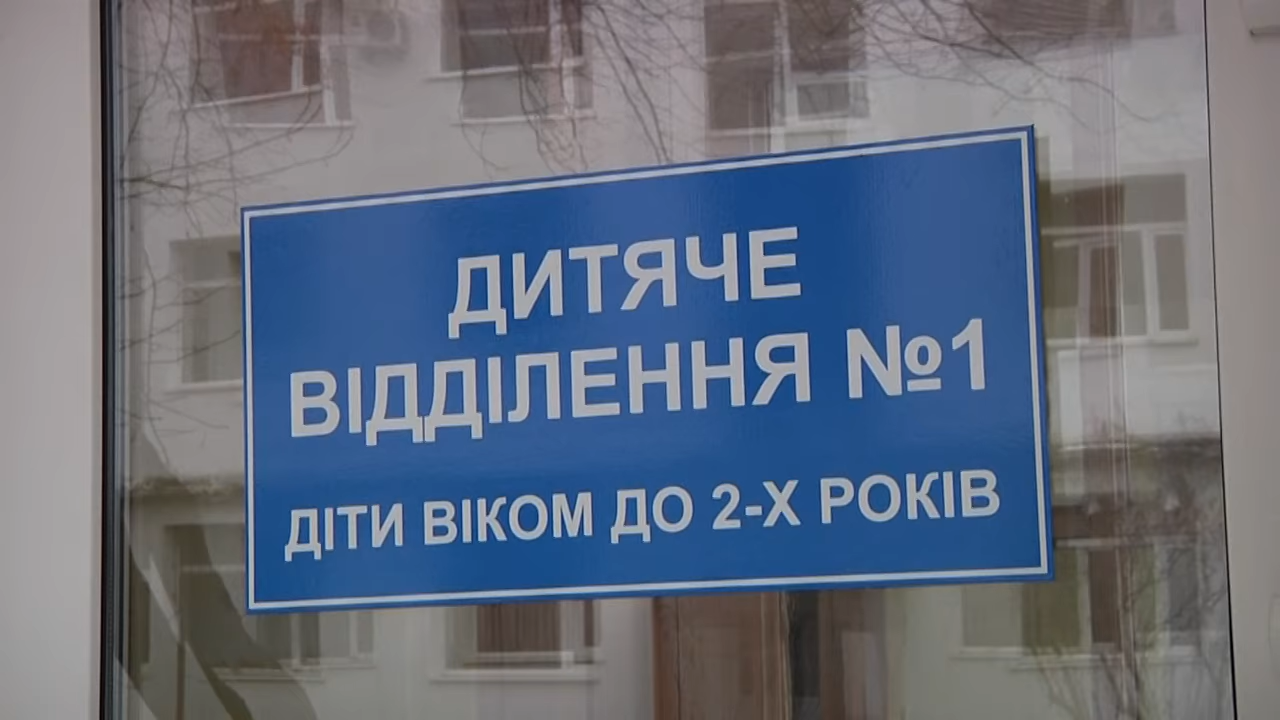 ДИТЯЧЕ
ВІДДІЛЕННЯ №1
ДІТИ ВІКОМ ДО 2-Х РОКІВ